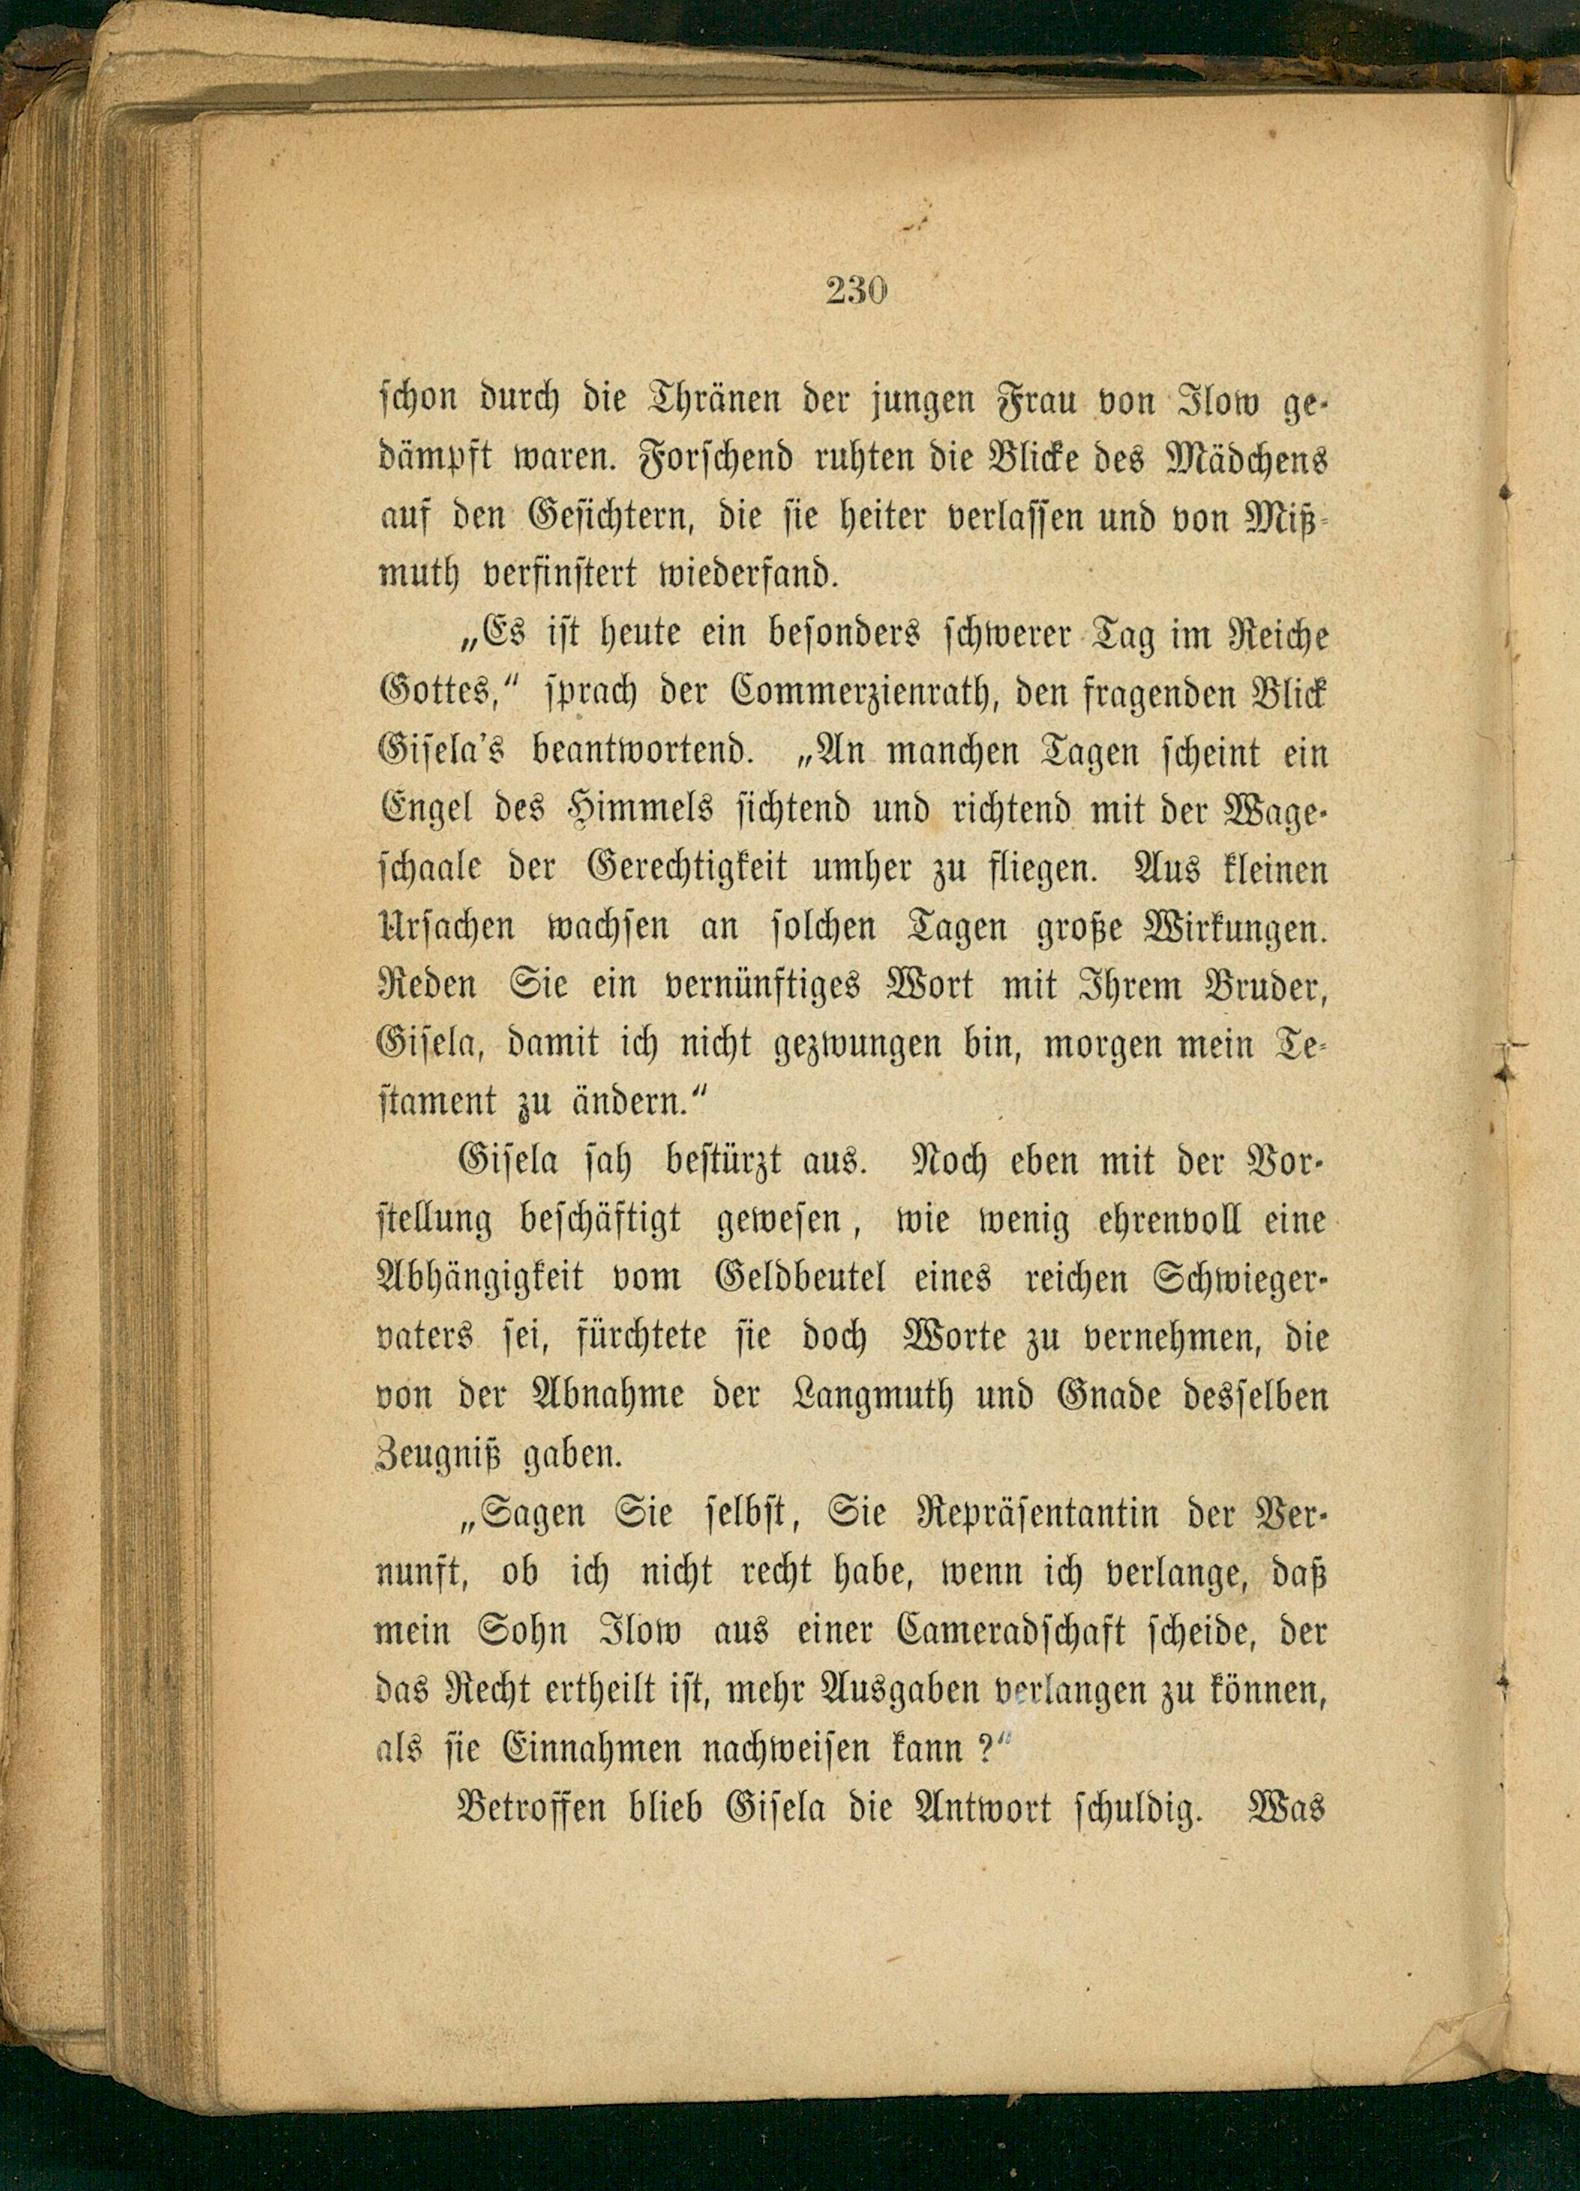 230
schon durch die Thränen der jungen Frau von Ilow ge-
dämpft waren. Forschend ruhten die Blicke des Mädchens
auf den Gesichtern, die sie heiter verlassen und von Miß-
muth verfinstert wiederfand.
„Es ist heute ein besonders schwerer Tag im Reiche
Gottes,“ sprach der Commerzienrath, den fragenden Blick
Gisela's beantwortend. „An manchen Tagen scheint ein
Engel des Himmels sichtend und richtend mit der Wage-
schaale der Gerechtigkeit umher zu fliegen. Aus kleinen
Ursachen wachsen an solchen Tagen große Wirkungen.
Reden Sie ein vernünftiges Wort mit Ihrem Bruder,
Gisela, damit ich nicht gezwungen bin, morgen mein Te-
stament zu ändern.“
Gisela sah bestürzt aus. Noch eben mit der Vor-
stellung beschäftigt gewesen, wie wenig ehrenvoll eine
Abhängigkeit vom Geldbeutel eines reichen Schwieger-
vaters sei, fürchtete sie doch Worte zu vernehmen, die
von der Abnahme der Langmuth und Gnade desselben
Zeugniß gaben.
„Sagen Sie selbst, Sie Repräsentantin der Ver-
nunft, ob ich nicht recht habe, wenn ich verlange, daß
mein Sohn Ilow aus einer Cameradschaft scheide, der
das Recht ertheilt ist, mehr Ausgaben verlangen zu können,
als sie Einnahmen nachweisen kann?“
Betroffen blieb Gisela die Antwort schuldig. Was